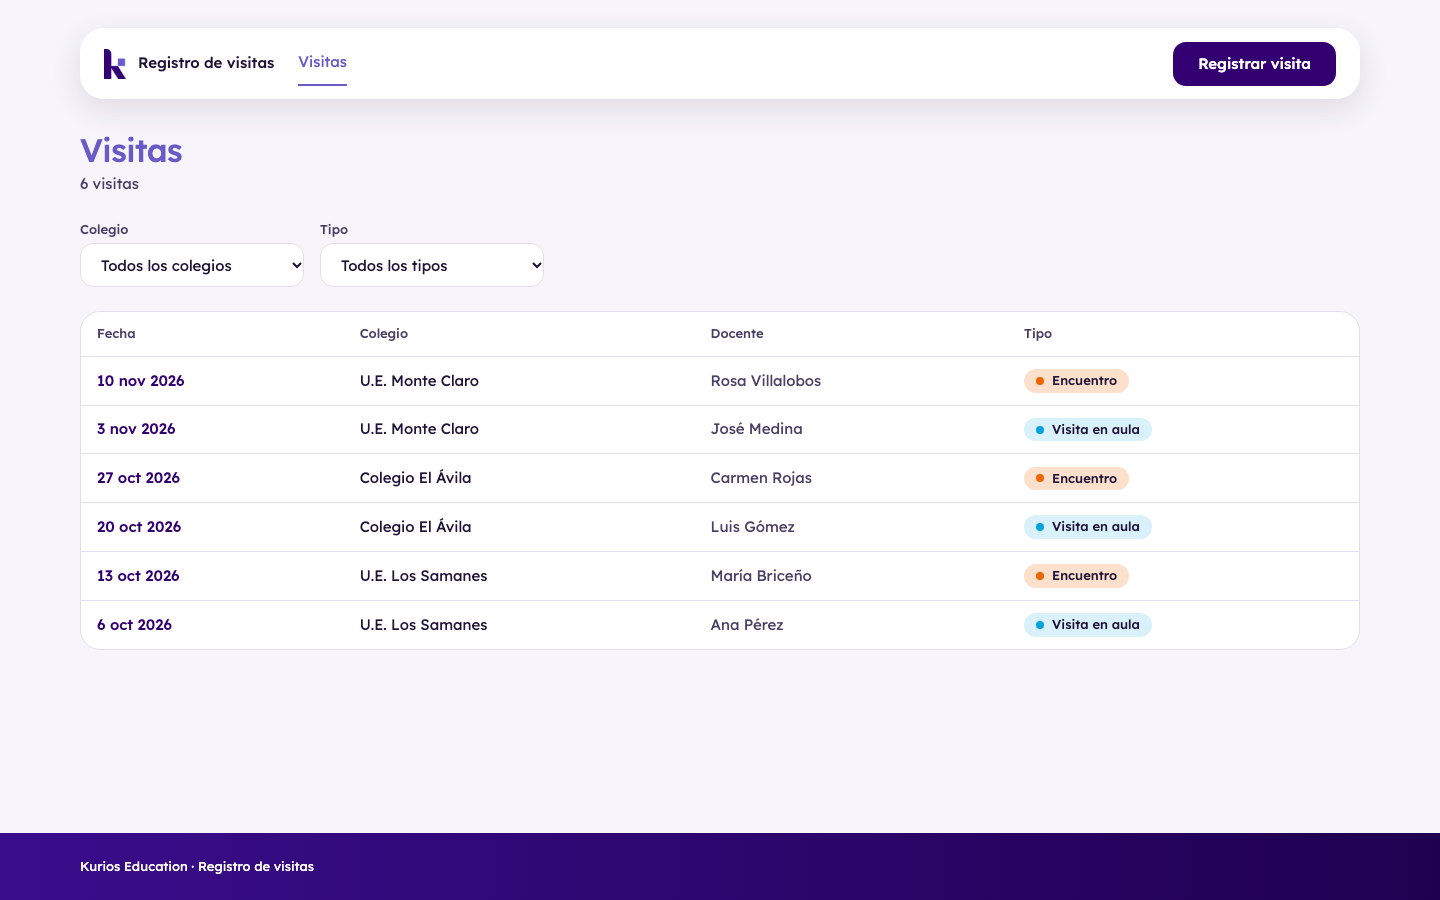 Registro de visitas Visitas Registrar visita
Visitas
6 visitas
Colegio Tipo
Todos los colegios Todos los tipos
Fecha Colegio Docente Tipo
10 nov 2026 U.E. Monte Claro Rosa Villalobos Encuentro
3 nov 2026 U.E. Monte Claro José Medina Visita en aula
27 oct 2026 Colegio El Ávila Carmen Rojas Encuentro
20 oct 2026 Colegio El Ávila Luis Gómez Visita en aula
13 oct 2026 U.E. Los Samanes María Briceño Encuentro
6 oct 2026 U.E. Los Samanes Ana Pérez Visita en aula
Kurios Education · Registro de visitas